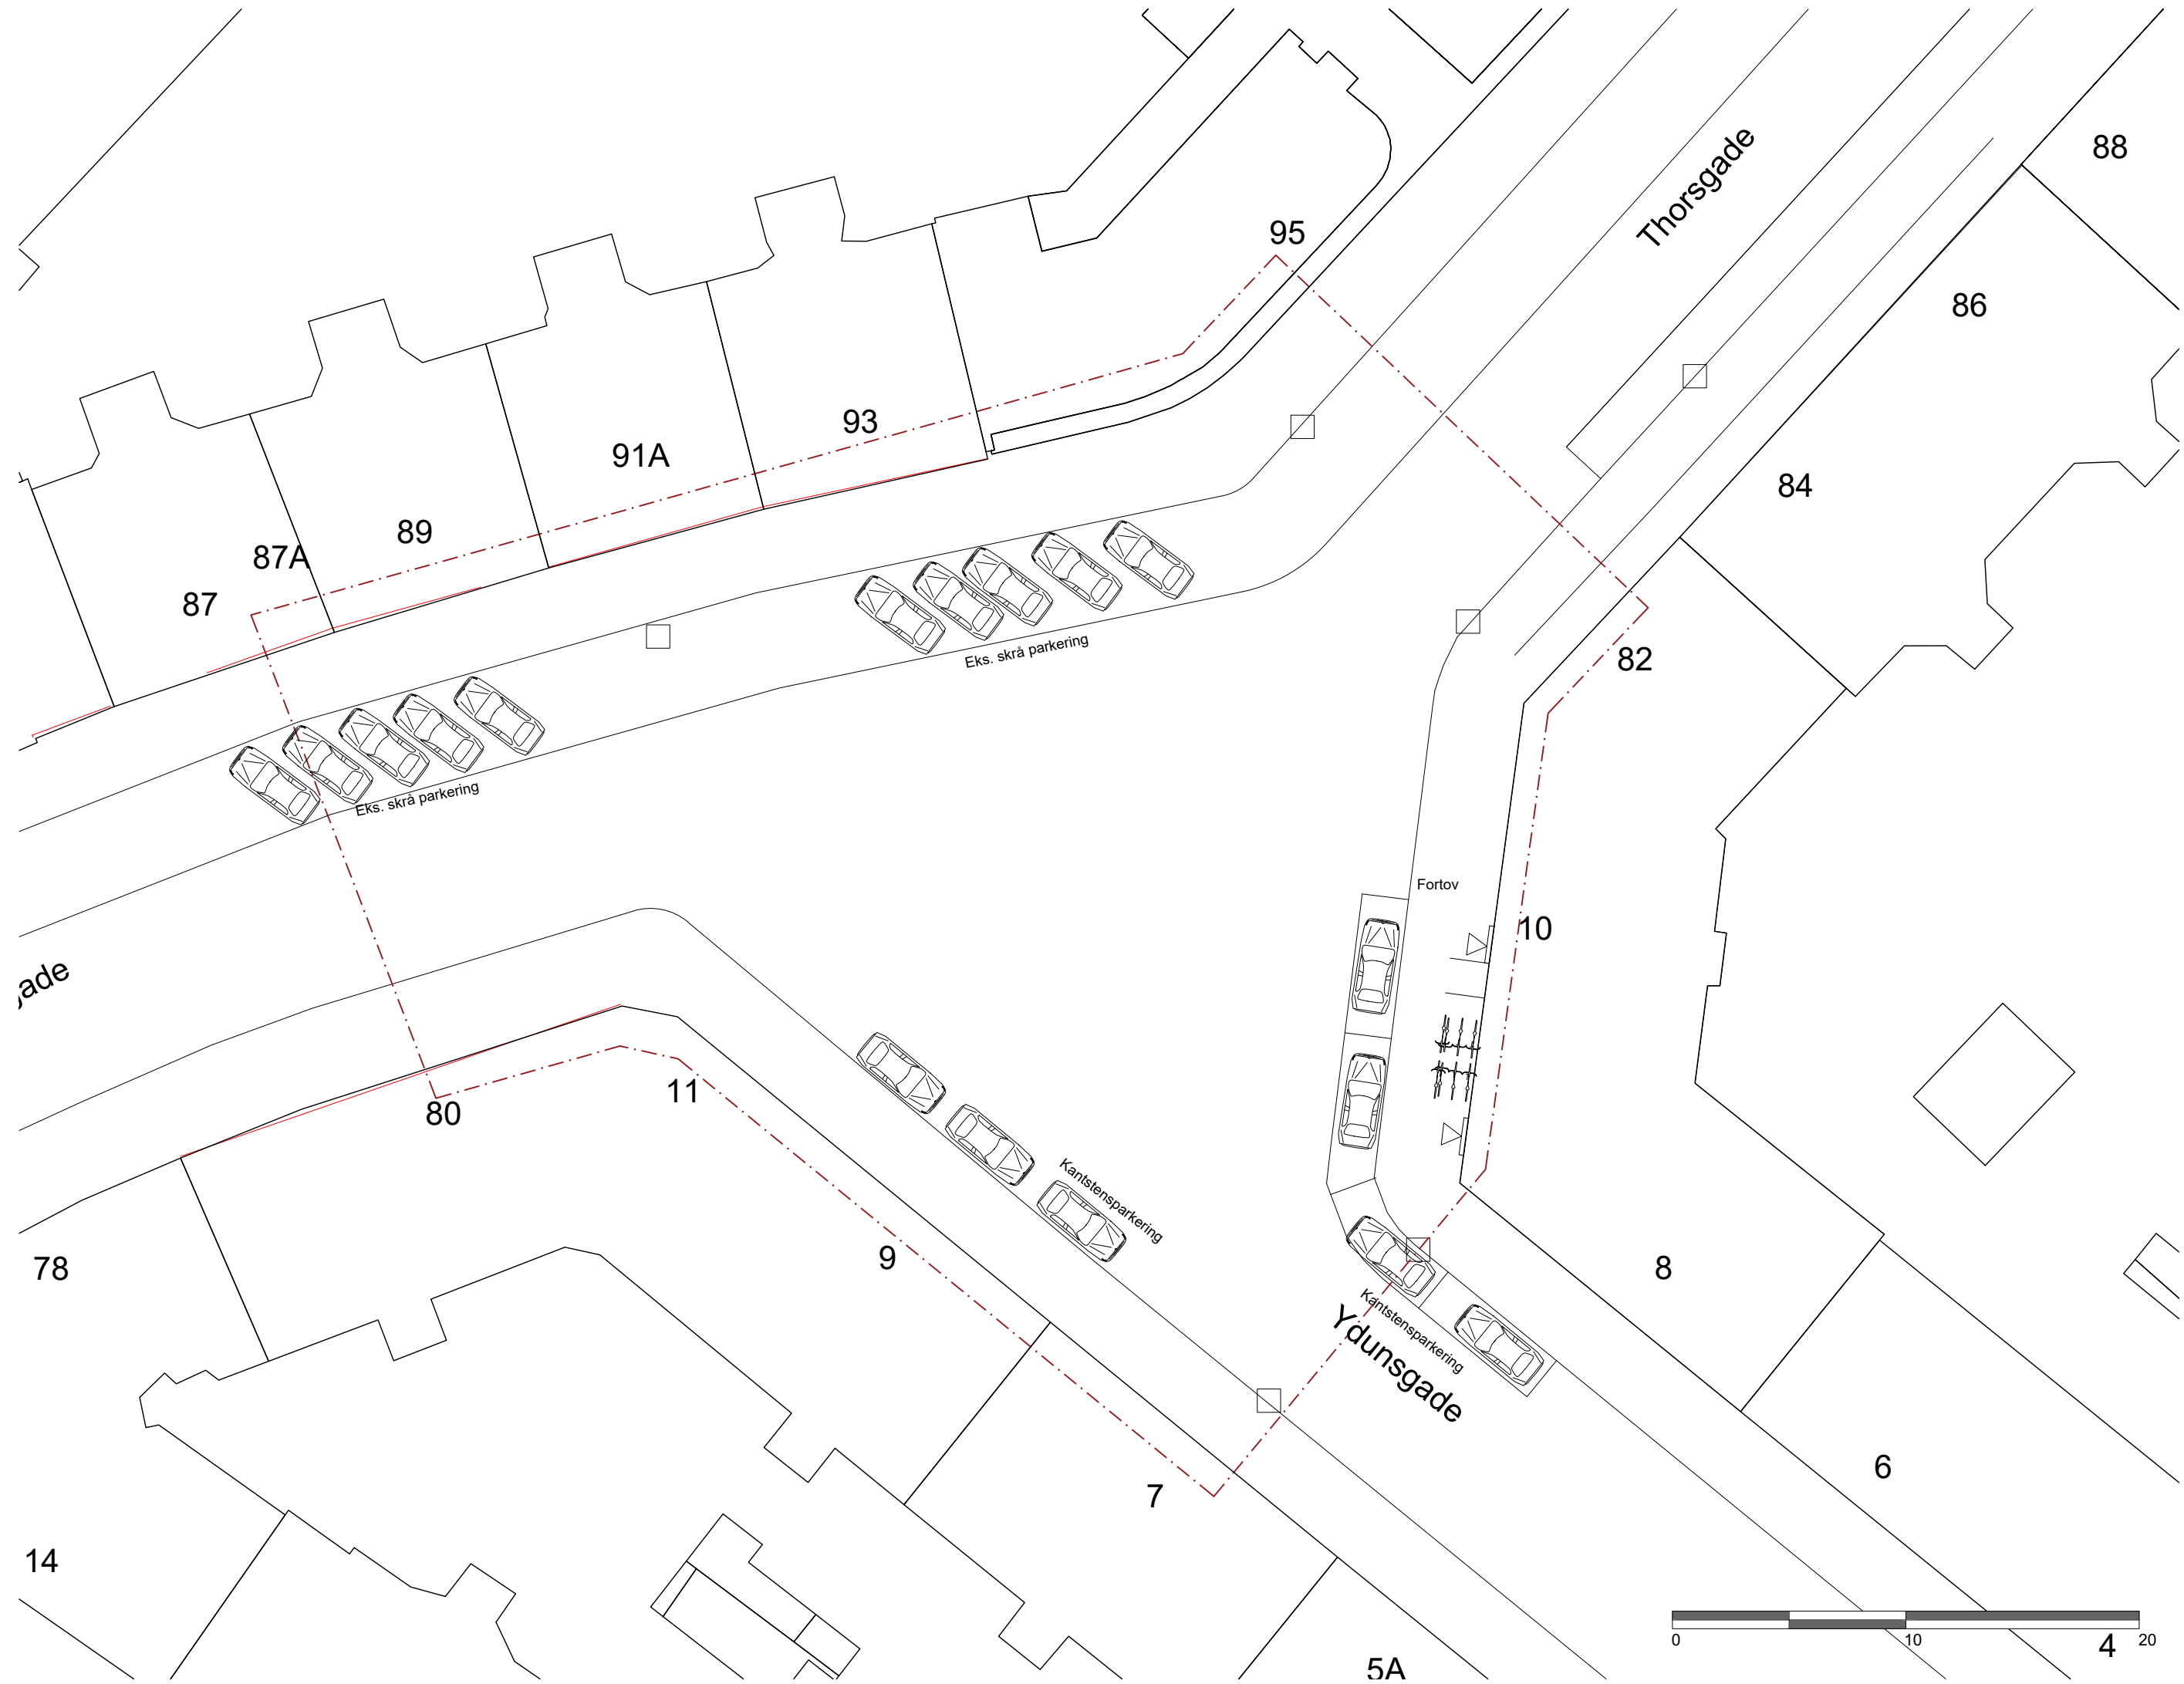 88
Thorsgade
95
86
93
91A
84
89
87A
87
82
Eks. skrå parkering
Eks. skrå parkering
Fortov
10
11
80
Kantstensparkering
9
8
78
Kantstensparkering
Ydunsgade
6
7
14
0
10
20
4
5A